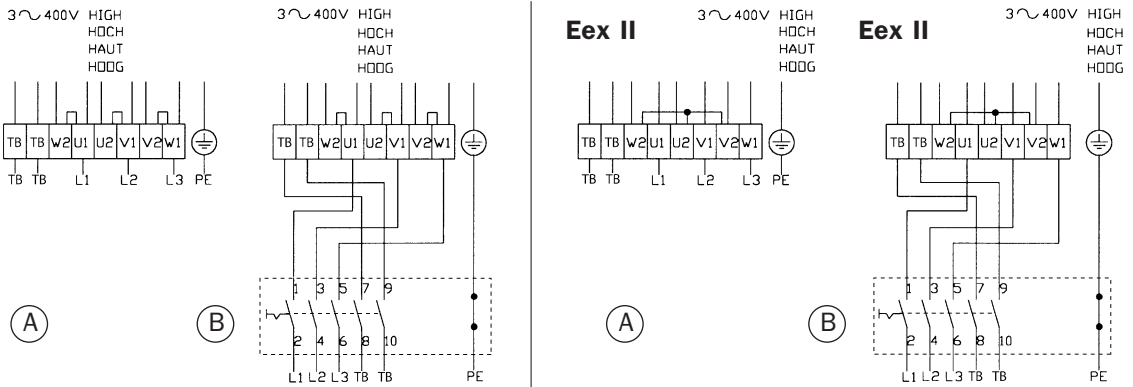 3~400V HIGH
HOCH
HAUT
HOOG
TB TB W2 U1 U2 V1 V2 W1
TB TB L1 L2 L3 PE
A
3~400V HIGH
HOCH
HAUT
HOOG
TB TB W2 U1 U2 V1 V2 W1
1 3 5 7 9
2 4 6 8 10
L1 L2 L3 TB TB PE
B
Eex II
3~400V HIGH
HOCH
HAUT
HOOG
TB TB W2 U1 U2 V1 V2 W1
TB TB L1 L2 L3 PE
A
Eex II
3~400V HIGH
HOCH
HAUT
HOOG
TB TB W2 U1 U2 V1 V2 W1
1 3 5 7 9
2 4 6 8 10
L1 L2 L3 TB TB PE
B